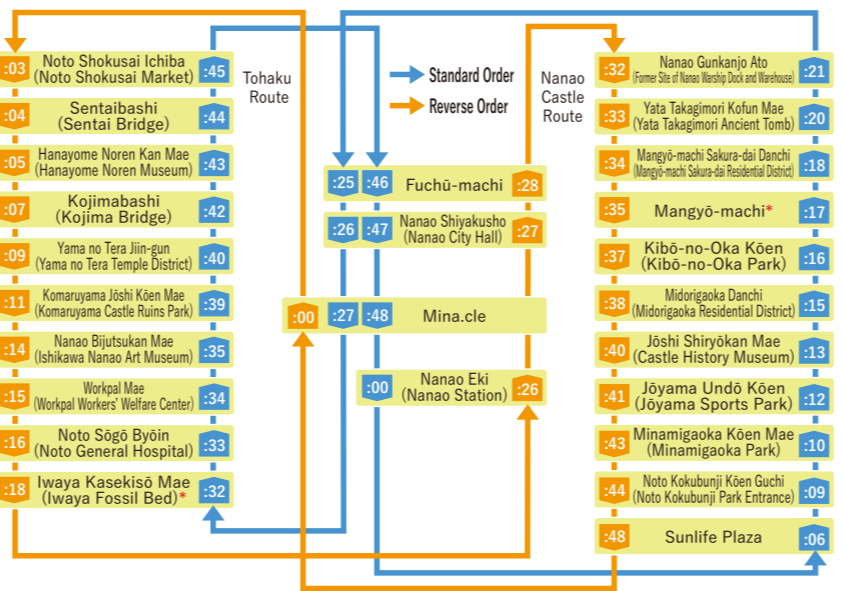 :03
Noto Shokusai Ichiba
(Noto Shokusai Market)
:45
:04
Sentaibashi
(Sentai Bridge)
:44
:05
Hanayome Noren Kan Mae
(Hanayome Noren Museum)
:43
:07
Kojimabashi
(Kojima Bridge)
:42
:09
Yama no Tera Jiin-gun
(Yama no Tera Temple District)
:40
:11
Komaruyama Jōshi Kōen Mae
(Komaruyama Castle Ruins Park)
:39
:14
Nanao Bijutsukan Mae
(Ishikawa Nanao Art Museum)
:35
:15
Workpal Mae
(Workpal Workers' Welfare Center)
:34
:16
Noto Sōgō Byōin
(Noto General Hospital)
:33
:18
Iwaya Kasekisō Mae
(Iwaya Fossil Bed)*
:32
Tohaku
Route
Standard Order
Reverse Order
Nanao
Castle
Route
:25 :46 Fuchū-machi :28
:26 :47
Nanao Shiyakusho
(Nanao City Hall)
:27
:00 :27 :48 Mina.cle
:00
Nanao Eki
(Nanao Station)
:26
:32
Nanao Gunkanjo Ato
(Former Site of Nanao Warship Dock and Warehouse)
:21
:33
Yata Takagimori Kofun Mae
(Yata Takagimori Ancient Tomb)
:20
:34
Mangyō-machi Sakura-dai Danchi
(Mangyō-machi Sakura-dai Residential District)
:18
:35
Mangyō-machi*
:17
:37
Kibō-no-Oka Kōen
(Kibō-no-Oka Park)
:16
:38
Midorigaoka Danchi
(Midorigaoka Residential District)
:15
:40
Jōshi Shiryōkan Mae
(Castle History Museum)
:13
:41
Jōyama Undō Kōen
(Jōyama Sports Park)
:12
:43
Minamigaoka Kōen Mae
(Minamigaoka Park)
:10
:44
Noto Kokubunji Kōen Guchi
(Noto Kokubunji Park Entrance)
:09
:48
Sunlife Plaza
:06